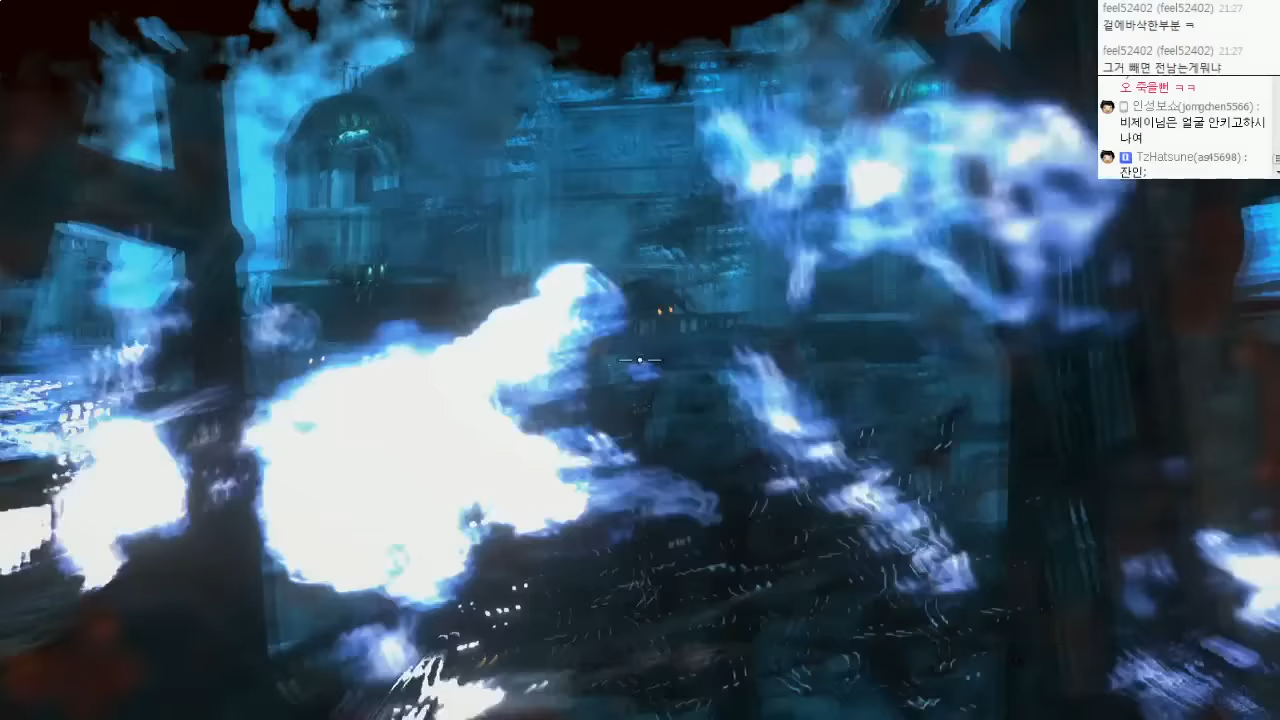 feel52402 (feel52402) 21:27
겉에바삭한부분 ㅋ
feel52402 (feel52402) 21:27
그거 빼면 전남는게뭐냐
오 죽을뻔 ㅋㅋ
인성보쇼(jomgchen5566) :
비제이님은 얼굴 안키고하시
나여
TzHatsune(as45698) :
잔인;